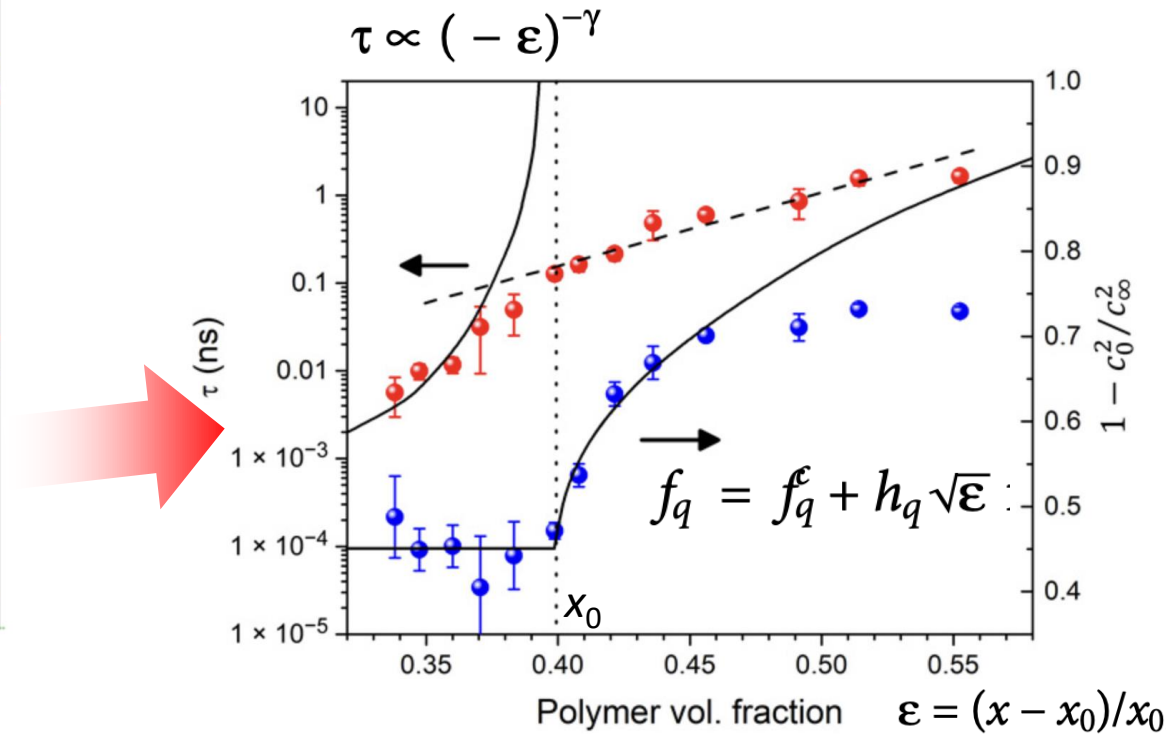 τ ∝ ( − ε)^−γ
10
1
0.1
0.01
1 × 10^−3
1 × 10^−4
1 × 10^−5
τ (ns)
1.0
0.9
0.8
0.7
0.6
0.5
0.4
1 − c_0^2/c_∞^2
f_q = f_q^c + h_q √ε :
x_0
0.35 0.40 0.45 0.50 0.55
Polymer vol. fraction ε = (x − x_0)/x_0